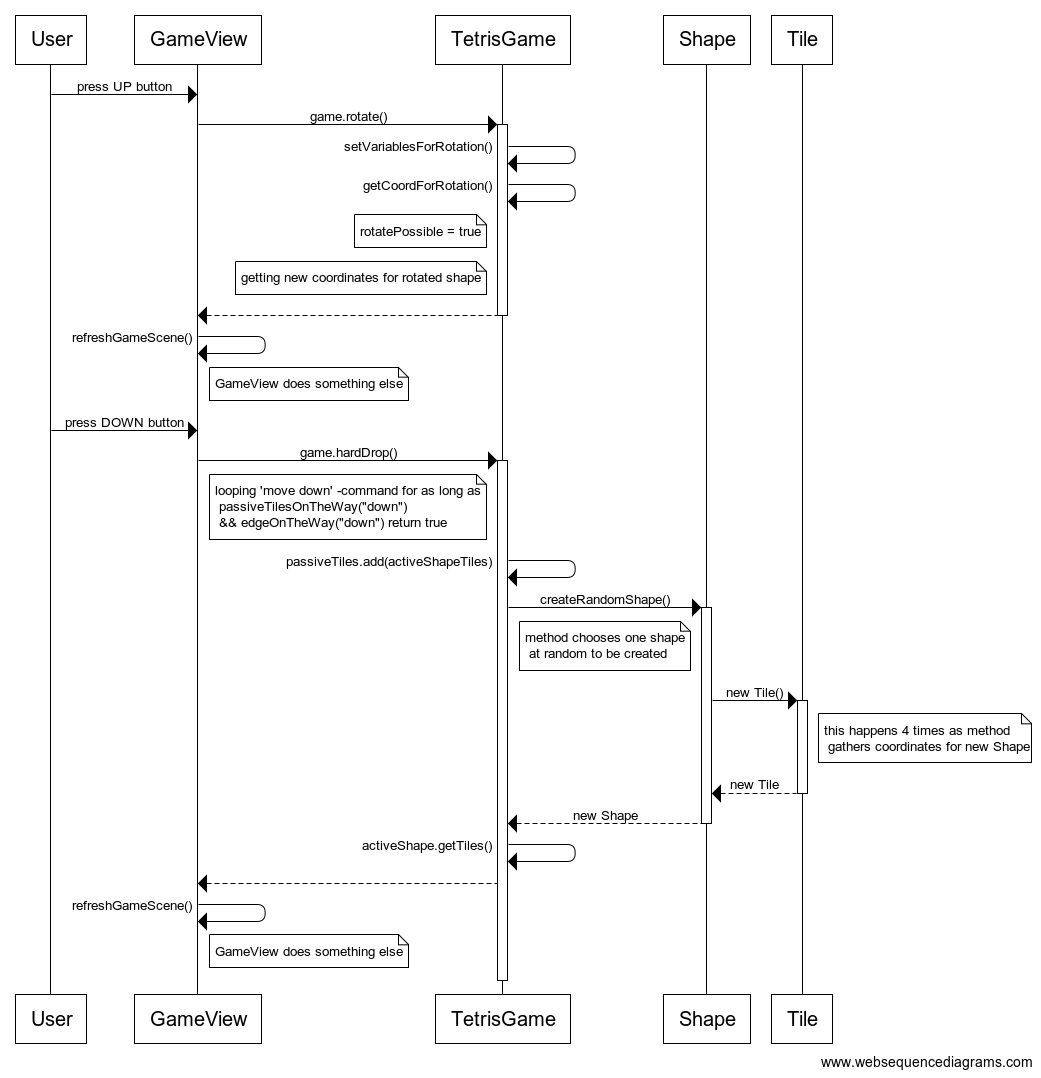 User
GameView
TetrisGame
Shape
Tile
press UP button
game.rotate()
setVariablesForRotation()
getCoordForRotation()
rotatePossible = true
getting new coordinates for rotated shape
refreshGameScene()
GameView does something else
press DOWN button
game.hardDrop()
looping 'move down' -command for as long as
passiveTilesOnTheWay("down")
&& edgeOnTheWay("down") return true
passiveTiles.add(activeShapeTiles)
createRandomShape()
method chooses one shape
at random to be created
new Tile()
this happens 4 times as method
gathers coordinates for new Shape
new Tile
new Shape
activeShape.getTiles()
refreshGameScene()
GameView does something else
User
GameView
TetrisGame
Shape
Tile
www.websequencediagrams.com